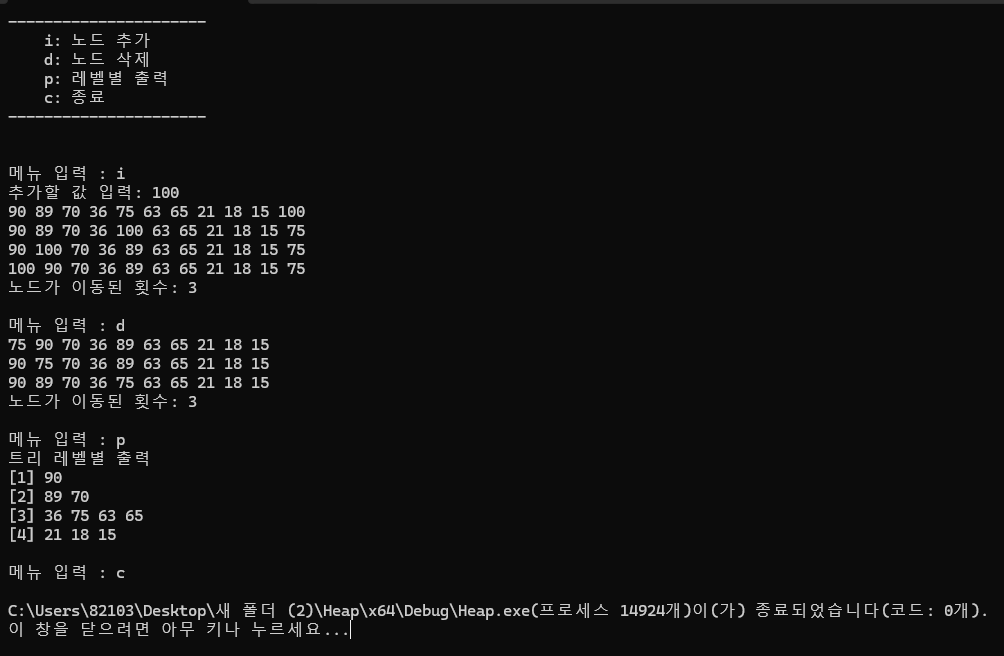 ----------------------
    i: 노드 추가
    d: 노드 삭제
    p: 레벨별 출력
    c: 종료
----------------------
메뉴 입력 : i
추가할 값 입력: 100
90 89 70 36 75 63 65 21 18 15 100
90 89 70 36 100 63 65 21 18 15 75
90 100 70 36 89 63 65 21 18 15 75
100 90 70 36 89 63 65 21 18 15 75
노드가 이동된 횟수: 3
메뉴 입력 : d
75 90 70 36 89 63 65 21 18 15
90 75 70 36 89 63 65 21 18 15
90 89 70 36 75 63 65 21 18 15
노드가 이동된 횟수: 3
메뉴 입력 : p
트리 레벨별 출력
[1] 90
[2] 89 70
[3] 36 75 63 65
[4] 21 18 15
메뉴 입력 : c
C:\Users\82103\Desktop\새 폴더 (2)\Heap\x64\Debug\Heap.exe(프로세스 14924개)이(가) 종료되었습니다(코드: 0개).
이 창을 닫으려면 아무 키나 누르세요...